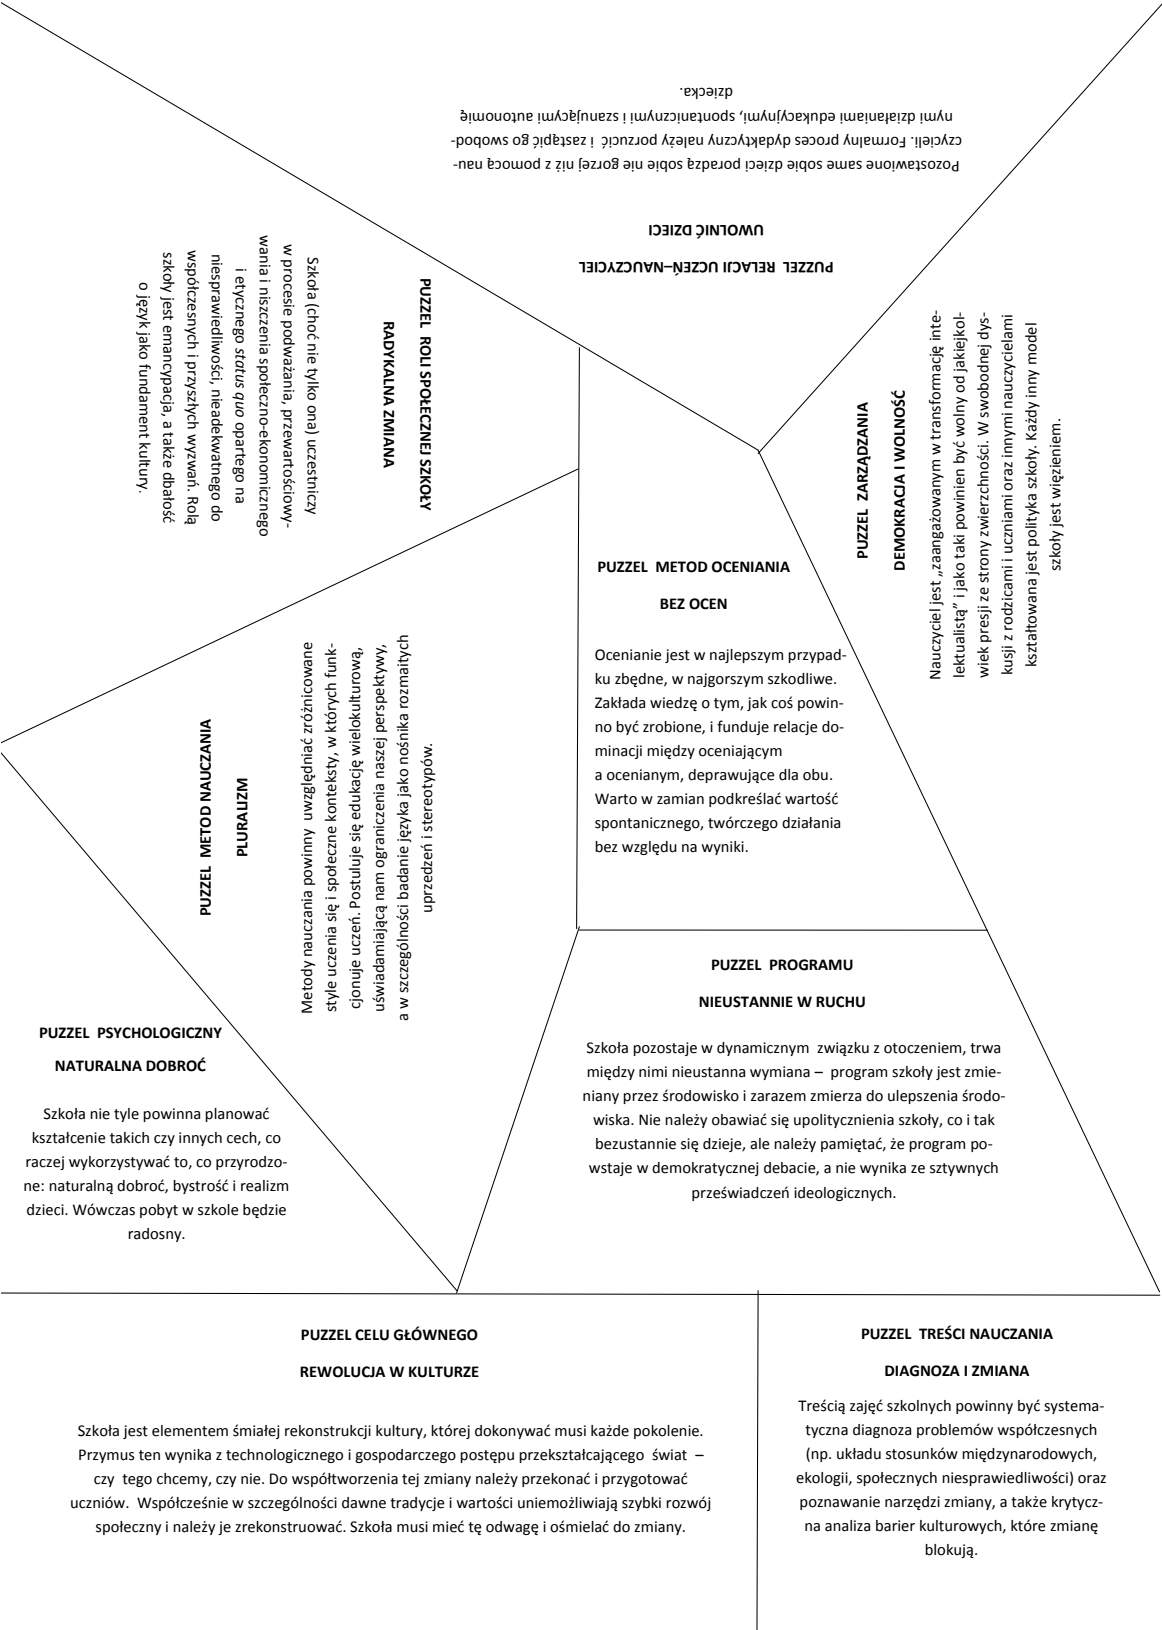 PUZZEL RELACJI UCZEŃ–NAUCZYCIEL
UWOLNIĆ DZIECI
Pozostawione same sobie dzieci poradzą sobie nie gorzej niż z pomocą nau-
czycieli. Formalny proces dydaktyczny należy porzucić i zastąpić go swobod-
nymi działaniami edukacyjnymi, spontanicznymi i szanującymi autonomię
dziecka.
PUZZEL ROLI SPOŁECZNEJ SZKOŁY
RADYKALNA ZMIANA
Szkoła (choć nie tylko ona) uczestniczy
w procesie podważania, przewartościowy-
wania i niszczenia społeczno-ekonomicznego
i etycznego status quo opartego na
niesprawiedliwości, nieadekwatnego do
współczesnych i przyszłych wyzwań. Rolą
szkoły jest emancypacja, a także dbałość
o język jako fundament kultury.
PUZZEL ZARZĄDZANIA
DEMOKRACJA I WOLNOŚĆ
Nauczyciel jest „zaangażowanym w transformację inte-
lektualistą” i jako taki powinien być wolny od jakiejkol-
wiek presji ze strony zwierzchności. W swobodnej dys-
kusji z rodzicami i uczniami oraz innymi nauczycielami
kształtowana jest polityka szkoły. Każdy inny model
szkoły jest więzieniem.
PUZZEL METOD OCENIANIA
BEZ OCEN
Ocenianie jest w najlepszym przypad-
ku zbędne, w najgorszym szkodliwe.
Zakłada wiedzę o tym, jak coś powin-
no być zrobione, i funduje relacje do-
minacji między oceniającym
a ocenianym, deprawujące dla obu.
Warto w zamian podkreślać wartość
spontanicznego, twórczego działania
bez względu na wyniki.
PUZZEL METOD NAUCZANIA
PLURALIZM
Metody nauczania powinny uwzględniać zróżnicowane
style uczenia się i społeczne konteksty, w których funk-
cjonuje uczeń. Postuluje się edukację wielokulturową,
uświadamiającą nam ograniczenia naszej perspektywy,
a w szczególności badanie języka jako nośnika rozmaitych
uprzedzeń i stereotypów.
PUZZEL PROGRAMU
NIEUSTANNIE W RUCHU
Szkoła pozostaje w dynamicznym związku z otoczeniem, trwa
między nimi nieustanna wymiana – program szkoły jest zmie-
niany przez środowisko i zarazem zmierza do ulepszenia środo-
wiska. Nie należy obawiać się upolitycznienia szkoły, co i tak
bezustannie się dzieje, ale należy pamiętać, że program po-
wstaje w demokratycznej debacie, a nie wynika ze sztywnych
przeświadczeń ideologicznych.
PUZZEL PSYCHOLOGICZNY
NATURALNA DOBROĆ
Szkoła nie tyle powinna planować
kształcenie takich czy innych cech, co
raczej wykorzystywać to, co przyrodzo-
ne: naturalną dobroć, bystrość i realizm
dzieci. Wówczas pobyt w szkole będzie
radosny.
PUZZEL CELU GŁÓWNEGO
REWOLUCJA W KULTURZE
Szkoła jest elementem śmiałej rekonstrukcji kultury, której dokonywać musi każde pokolenie.
Przymus ten wynika z technologicznego i gospodarczego postępu przekształcającego świat –
czy tego chcemy, czy nie. Do współtworzenia tej zmiany należy przekonać i przygotować
uczniów. Współcześnie w szczególności dawne tradycje i wartości uniemożliwiają szybki rozwój
społeczny i należy je zrekonstruować. Szkoła musi mieć tę odwagę i ośmielać do zmiany.
PUZZEL TREŚCI NAUCZANIA
DIAGNOZA I ZMIANA
Treścią zajęć szkolnych powinny być systema-
tyczna diagnoza problemów współczesnych
(np. układu stosunków międzynarodowych,
ekologii, społecznych niesprawiedliwości) oraz
poznawanie narzędzi zmiany, a także krytycz-
na analiza barier kulturowych, które zmianę
blokują.